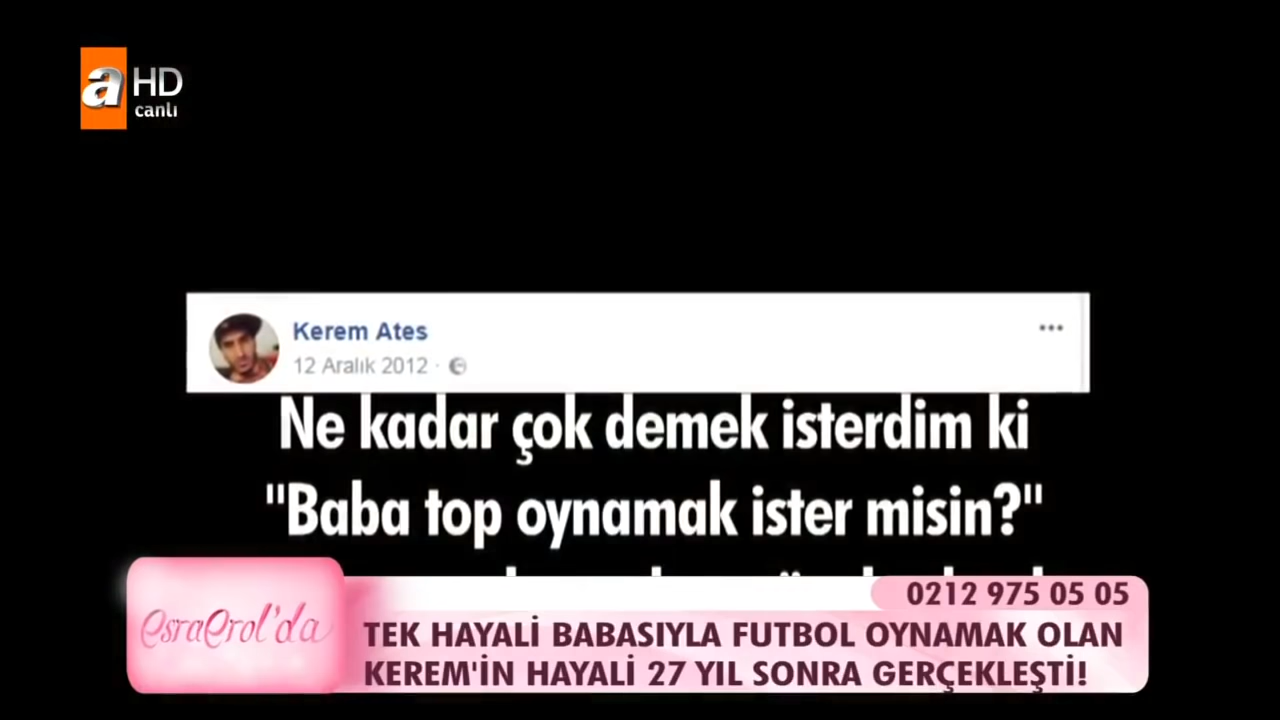 a HD
canlı
Kerem Ates
12 Aralık 2012
Ne kadar çok demek isterdim ki
"Baba top oynamak ister misin?"
0212 975 05 05
esraerol'da
TEK HAYALİ BABASIYLA FUTBOL OYNAMAK OLAN
KEREM'İN HAYALİ 27 YIL SONRA GERÇEKLEŞTİ!